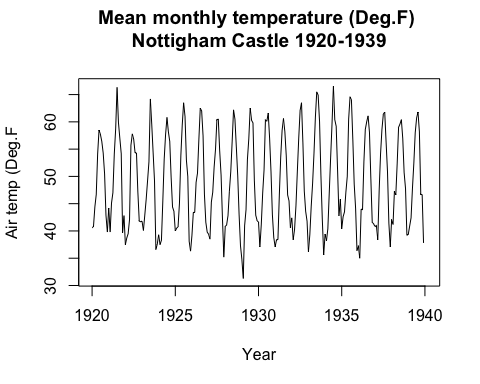 Mean monthly temperature (Deg.F)
Nottigham Castle 1920-1939
Air temp (Deg.F
60
50
40
30
1920 1925 1930 1935 1940
Year